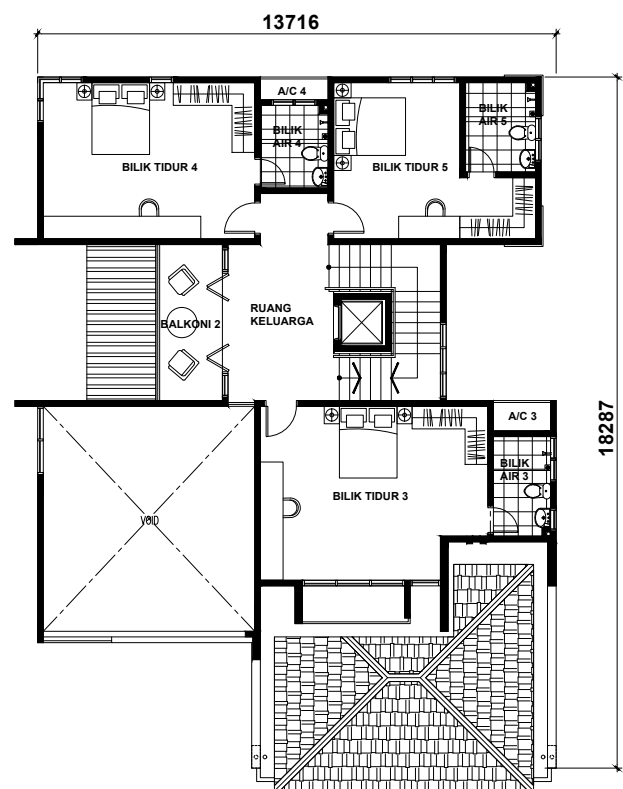 13716
A/C 4
BILIK
AIR 4
BILIK
AIR 5
BILIK TIDUR 4
BILIK TIDUR 5
RUANG
KELUARGA
BALKONI 2
A/C 3
18287
BILIK
AIR 3
BILIK TIDUR 3
VOID